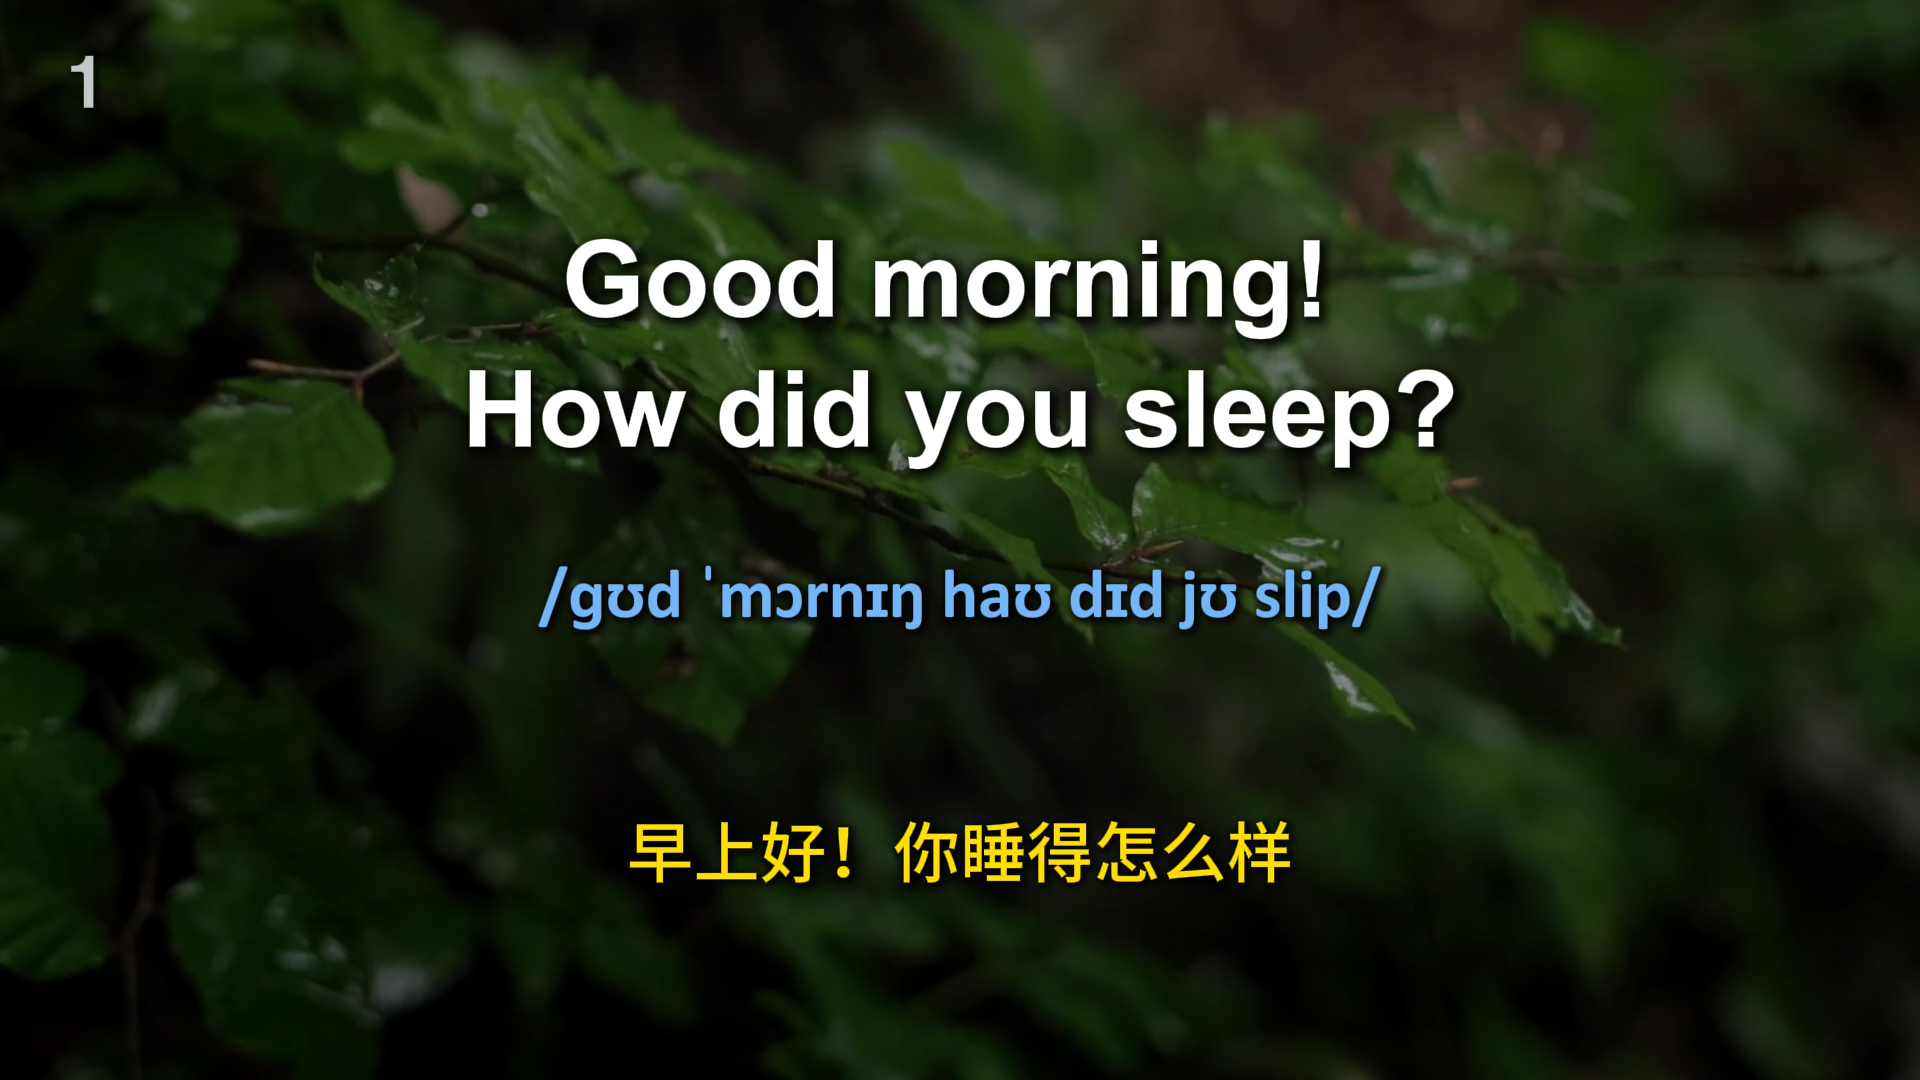 1
Good morning!
How did you sleep?
/ɡʊd ˈmɔrnɪŋ haʊ dɪd jʊ slip/
早上好！你睡得怎么样